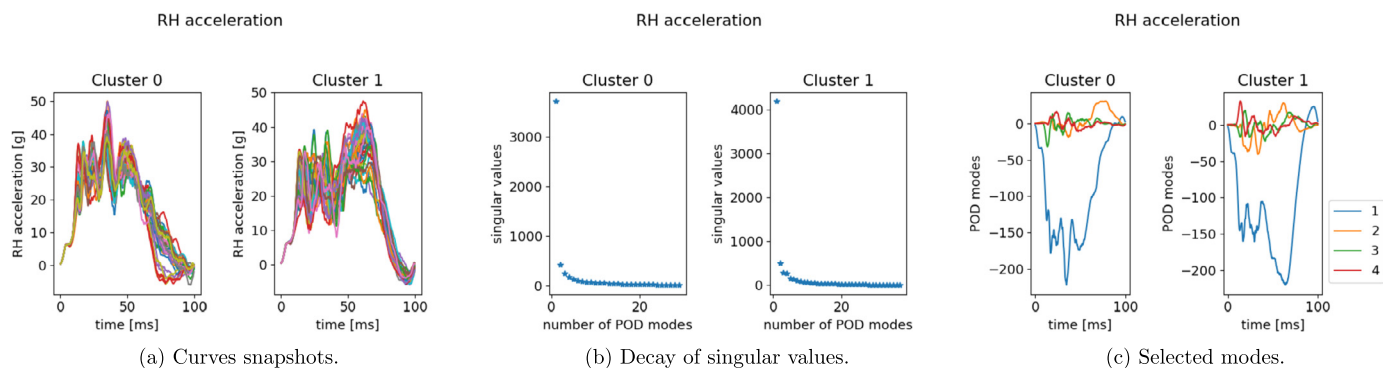 RH acceleration
Cluster 0
Cluster 1
RH acceleration [g]
50
40
30
20
10
0
0
50
100
time [ms]
RH acceleration [g]
50
40
30
20
10
0
0
50
100
time [ms]
(a) Curves snapshots.
RH acceleration
Cluster 0
Cluster 1
singular values
3000
2000
1000
0
0
20
number of POD modes
singular values
4000
3000
2000
1000
0
0
20
number of POD modes
(b) Decay of singular values.
RH acceleration
Cluster 0
Cluster 1
POD modes
0
−50
−100
−150
−200
0
100
time [ms]
POD modes
0
−50
−100
−150
−200
0
100
time [ms]
1
2
3
4
(c) Selected modes.